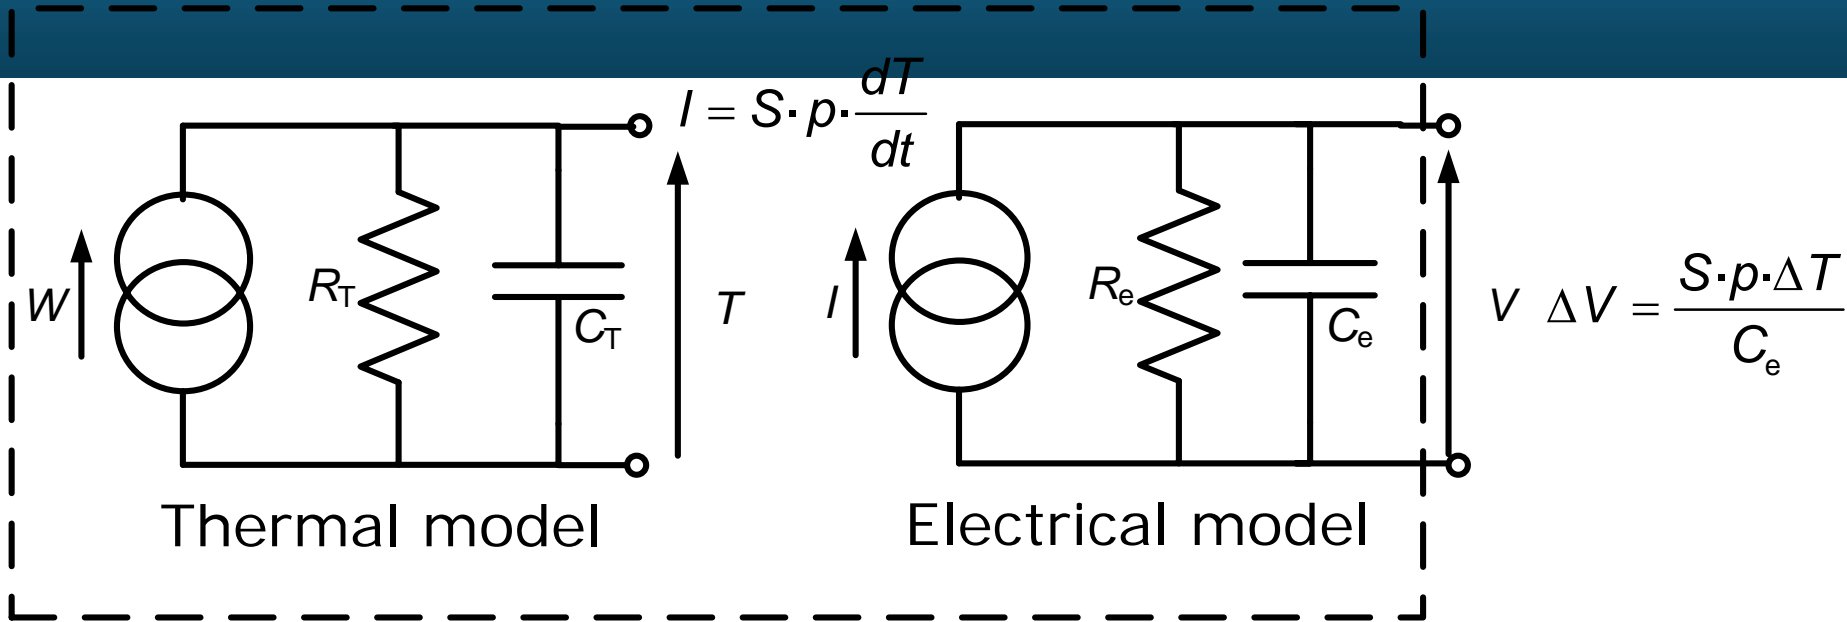 I = S·p·dT/dt
W
R_T
C_T
T
I
R_e
C_e
V
ΔV = S·p·ΔT/C_e
Thermal model
Electrical model